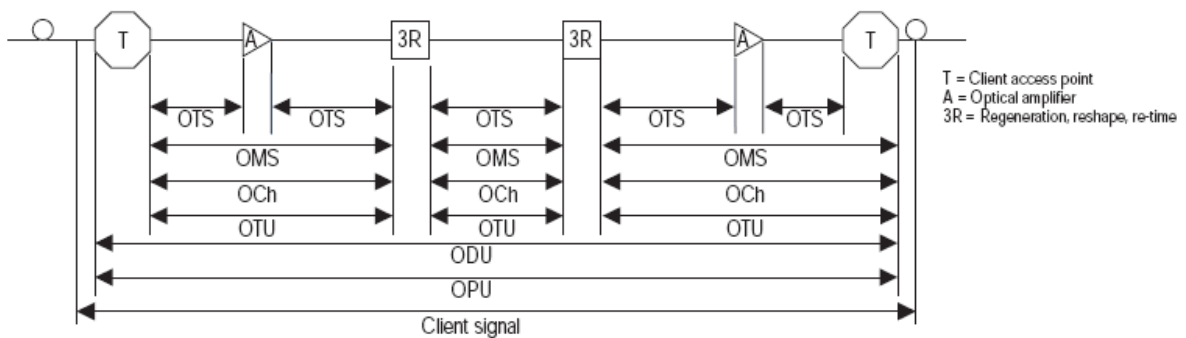 T A 3R 3R A T
T = Client access point
A = Optical amplifier
3R = Regeneration, reshape, re-time
OTS OTS OTS OTS OTS
OMS OMS OMS
OCh OCh OCh
OTU OTU OTU
ODU
OPU
Client signal